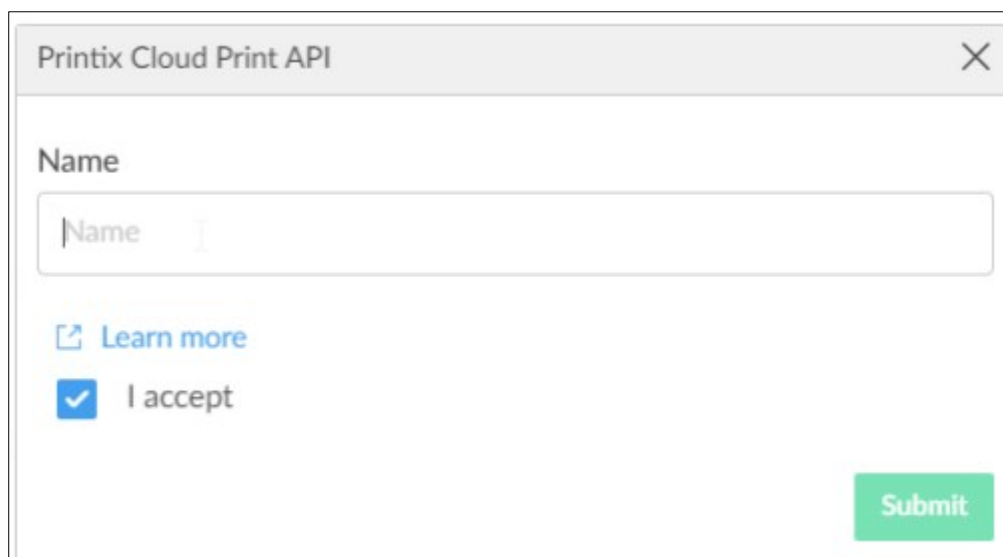 Printix Cloud Print API
Name
Name
Learn more
I accept
Submit